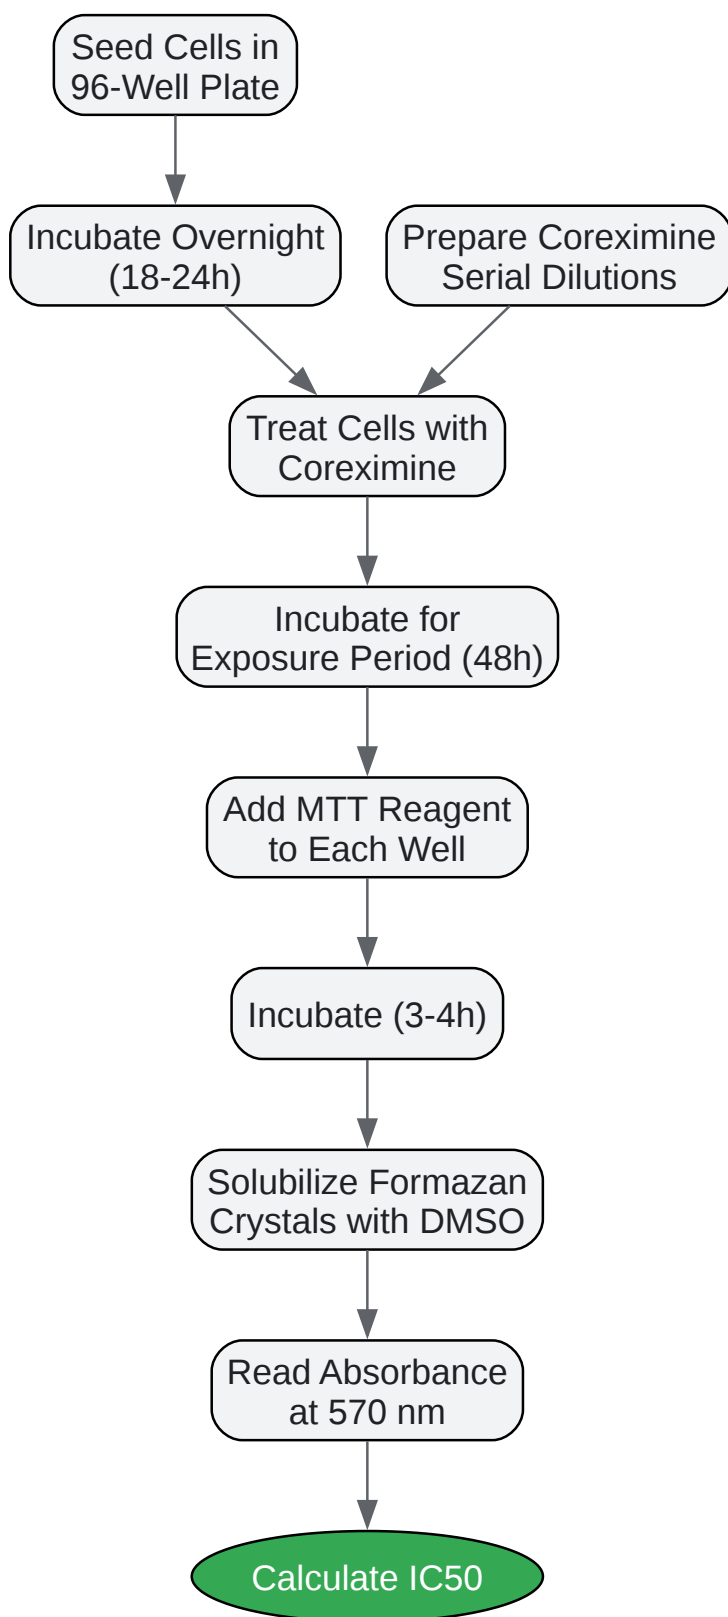 Seed Cells in
96-Well Plate
Incubate Overnight
(18-24h)
Prepare Coreximine
Serial Dilutions
Treat Cells with
Coreximine
Incubate for
Exposure Period (48h)
Add MTT Reagent
to Each Well
Incubate (3-4h)
Solubilize Formazan
Crystals with DMSO
Read Absorbance
at 570 nm
Calculate IC50